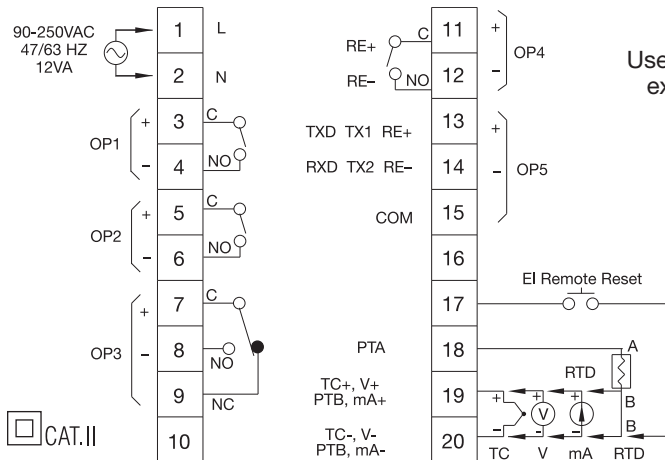 90-250VAC
47/63 HZ
12VA
1 L
2 N
OP1 + 3 C
- 4 NO
OP2 + 5 C
- 6 NO
OP3 + 7 C
- 8 NO
9 NC
10
CAT.II
RE+ C 11 + OP4
RE- NO 12 -
TXD TX1 RE+ 13 +
RXD TX2 RE- 14 - OP5
COM 15
16
17 EI Remote Reset
PTA 18 A
TC+, V+
PTB, mA+
19 + + + RTD B
V
TC-, V-
PTB, mA-
20 - - - B
TC V mA RTD
Use
ex